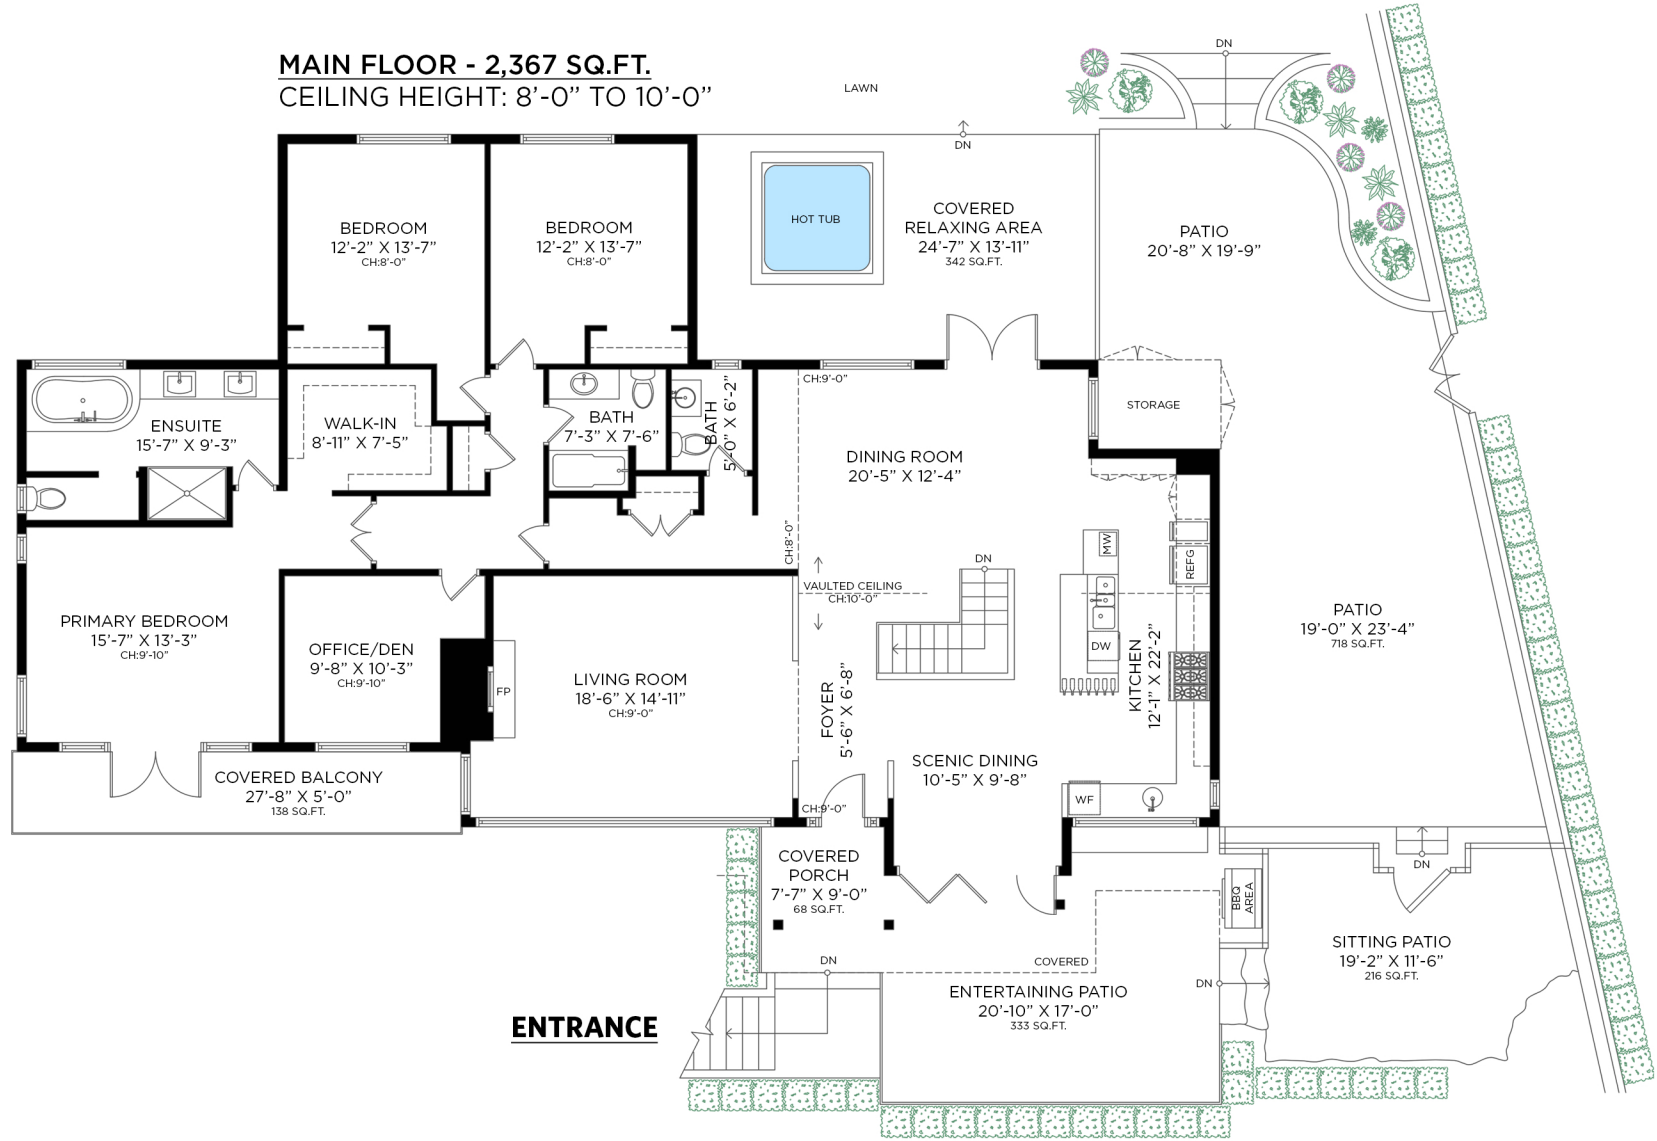 MAIN FLOOR - 2,367 SQ.FT.
CEILING HEIGHT: 8'-0" TO 10'-0"
LAWN
DN
DN
BEDROOM
12'-2" X 13'-7"
CH:8'-0"
BEDROOM
12'-2" X 13'-7"
CH:8'-0"
HOT TUB
COVERED
RELAXING AREA
24'-7" X 13'-11"
342 SQ.FT.
PATIO
20'-8" X 19'-9"
STORAGE
ENSUITE
15'-7" X 9'-3"
WALK-IN
8'-11" X 7'-5"
BATH
7'-3" X 7'-6"
BATH
5'-0" X 6'-2"
CH:9'-0"
DINING ROOM
20'-5" X 12'-4"
CH:8'-0"
VAULTED CEILING
CH:10'-0"
DN
MW
REFG
DW
KITCHEN
12'-1" X 22'-2"
PATIO
19'-0" X 23'-4"
718 SQ.FT.
PRIMARY BEDROOM
15'-7" X 13'-3"
CH:9'-10"
OFFICE/DEN
9'-8" X 10'-3"
CH:9'-10"
FP
LIVING ROOM
18'-6" X 14'-11"
CH:9'-0"
FOYER
5'-6" X 6'-8"
SCENIC DINING
10'-5" X 9'-8"
WF
CH:9'-0"
COVERED BALCONY
27'-8" X 5'-0"
138 SQ.FT.
COVERED
PORCH
7'-7" X 9'-0"
68 SQ.FT.
DN
BBQ
AREA
SITTING PATIO
19'-2" X 11'-6"
216 SQ.FT.
DN
COVERED
DN
ENTERTAINING PATIO
20'-10" X 17'-0"
333 SQ.FT.
ENTRANCE